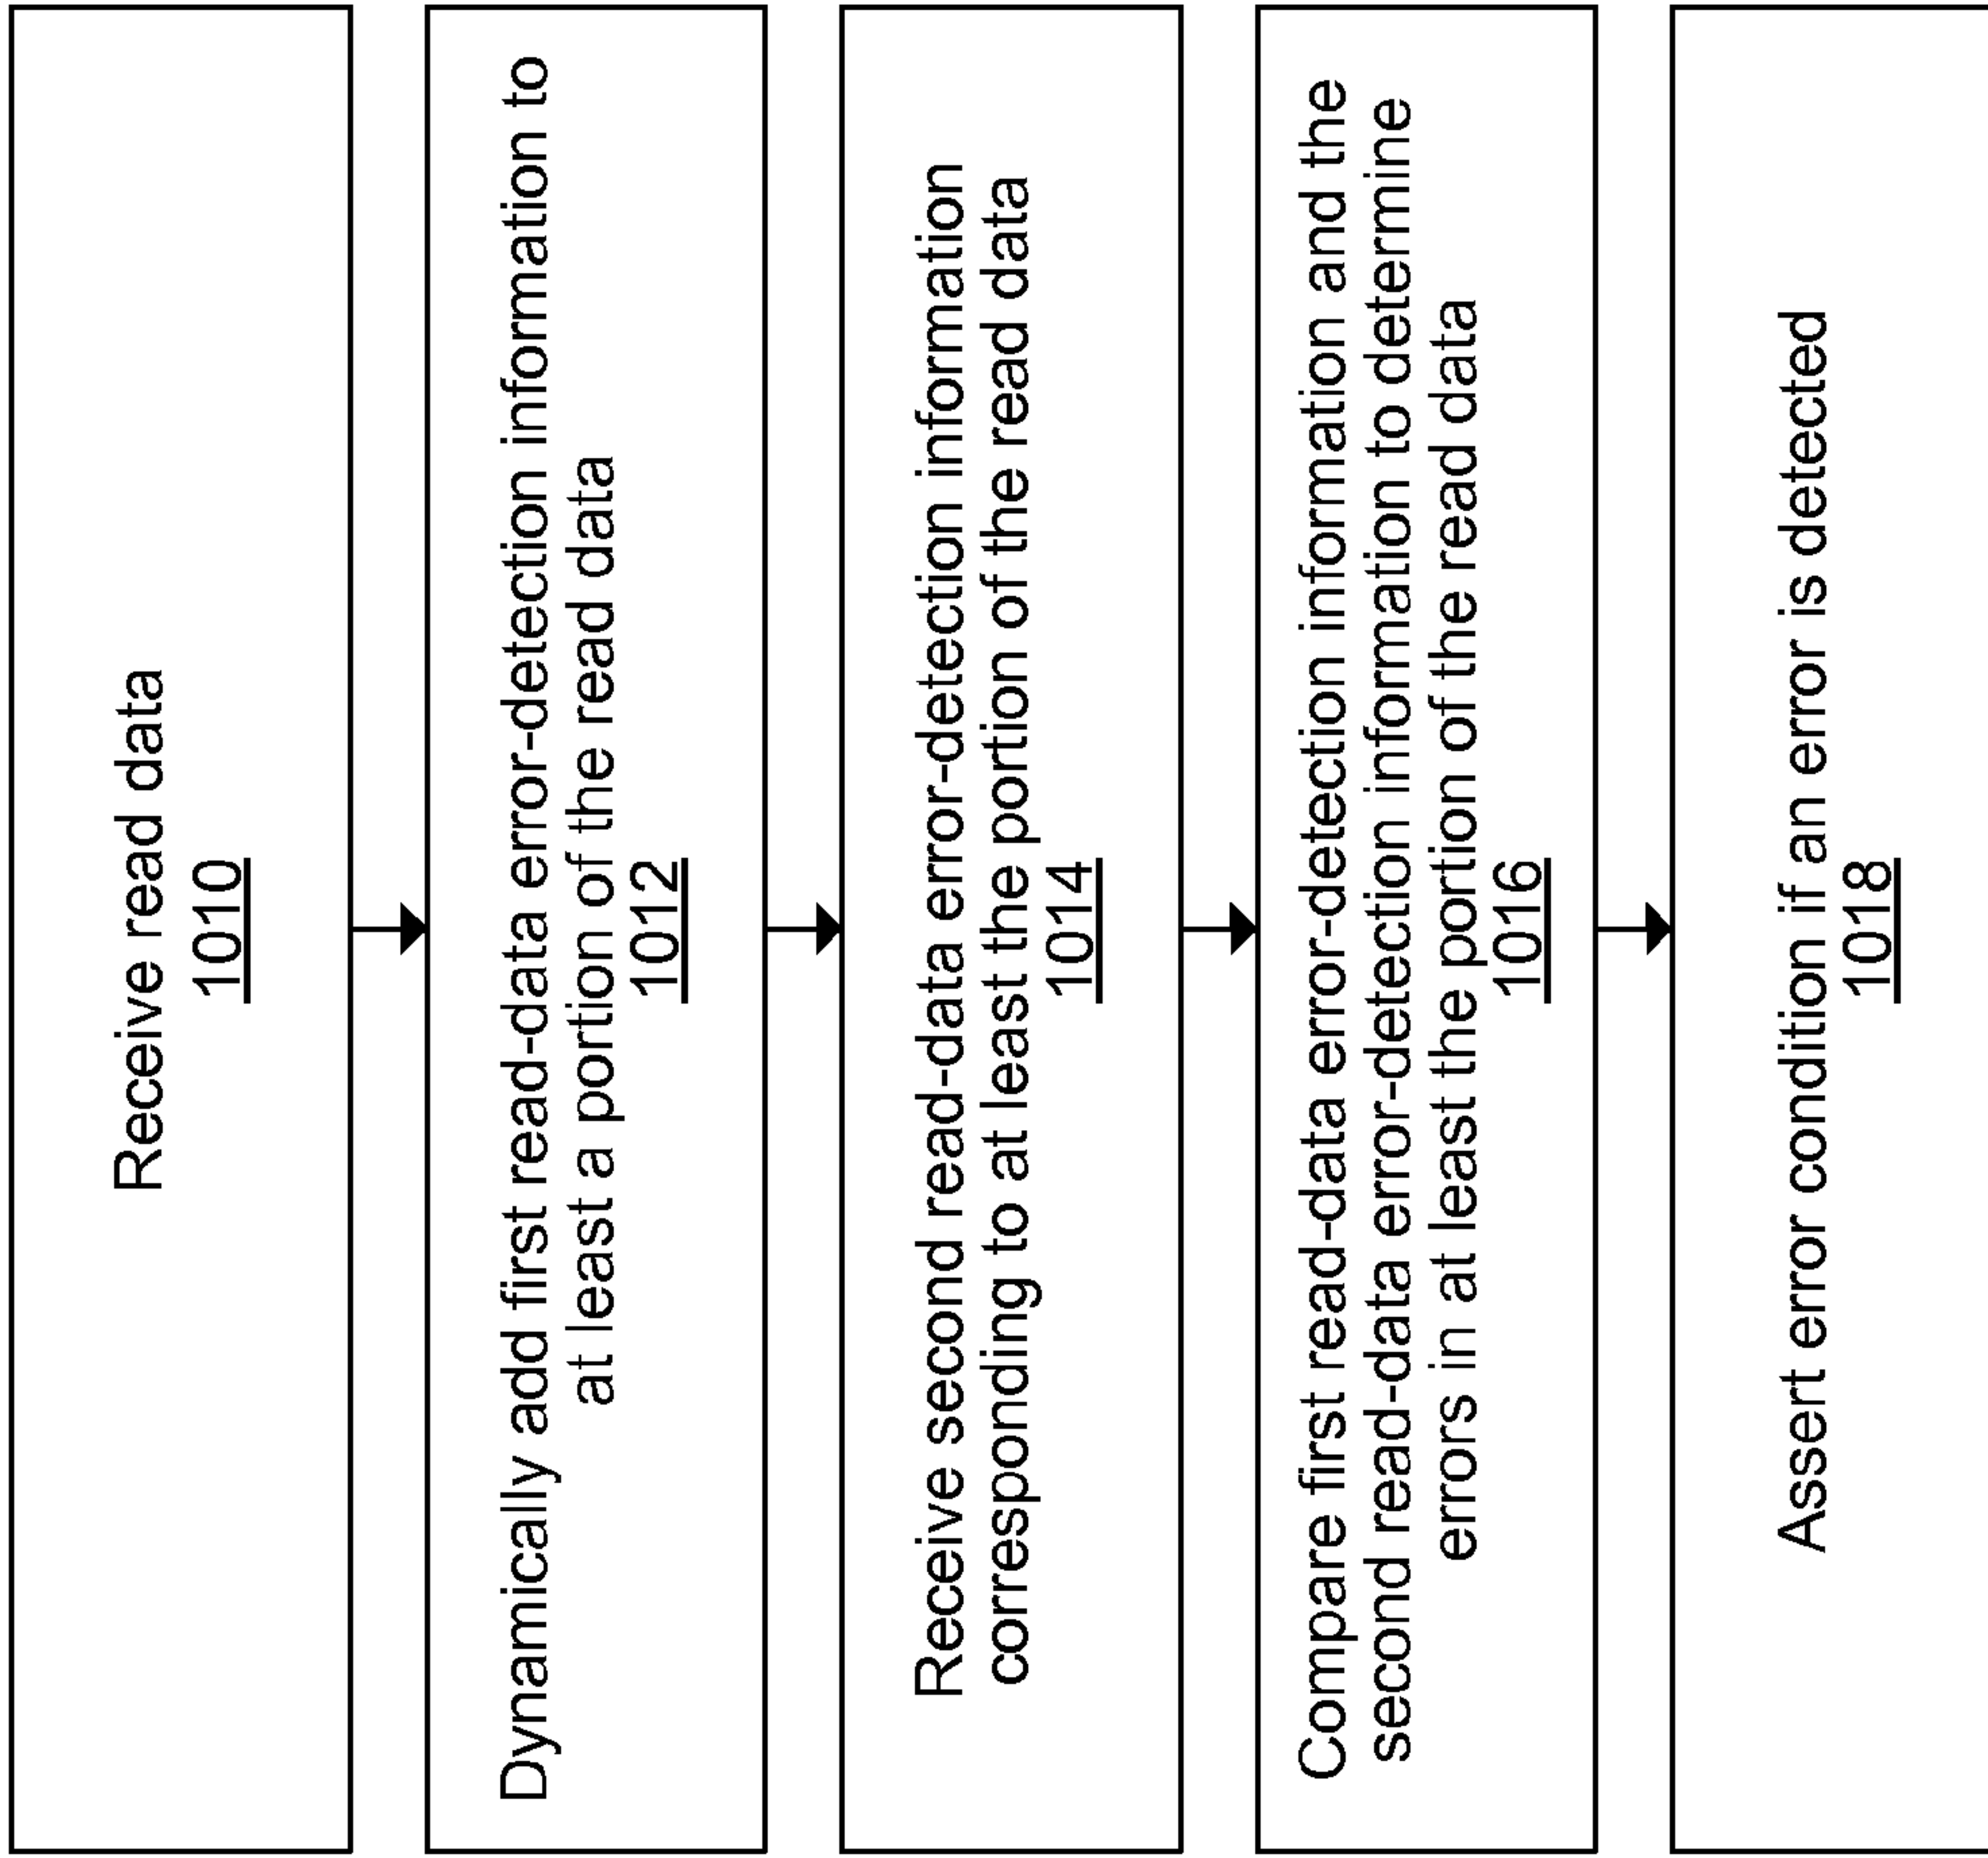 Receive read data
1010
Dynamically add first read-data error-detection information to
at least a portion of the read data
1012
Receive second read-data error-detection information
corresponding to at least the portion of the read data
1014
Compare first read-data error-detection information and the
second read-data error-detection information to determine
errors in at least the portion of the read data
1016
Assert error condition if an error is detected
1018